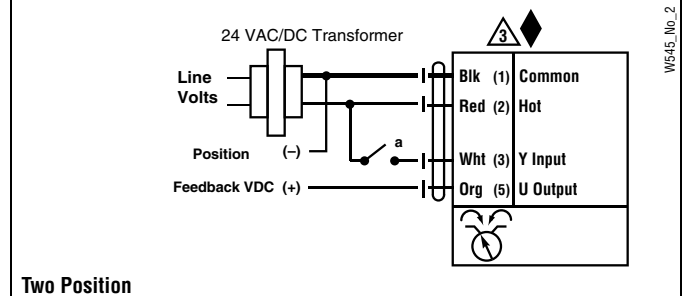 24 VAC/DC Transformer
3
W545_No_2
Line
Volts
Blk (1) Common
Red (2) Hot
a
Position (–)
Wht (3) Y Input
Feedback VDC (+)
Org (5) U Output
Two Position